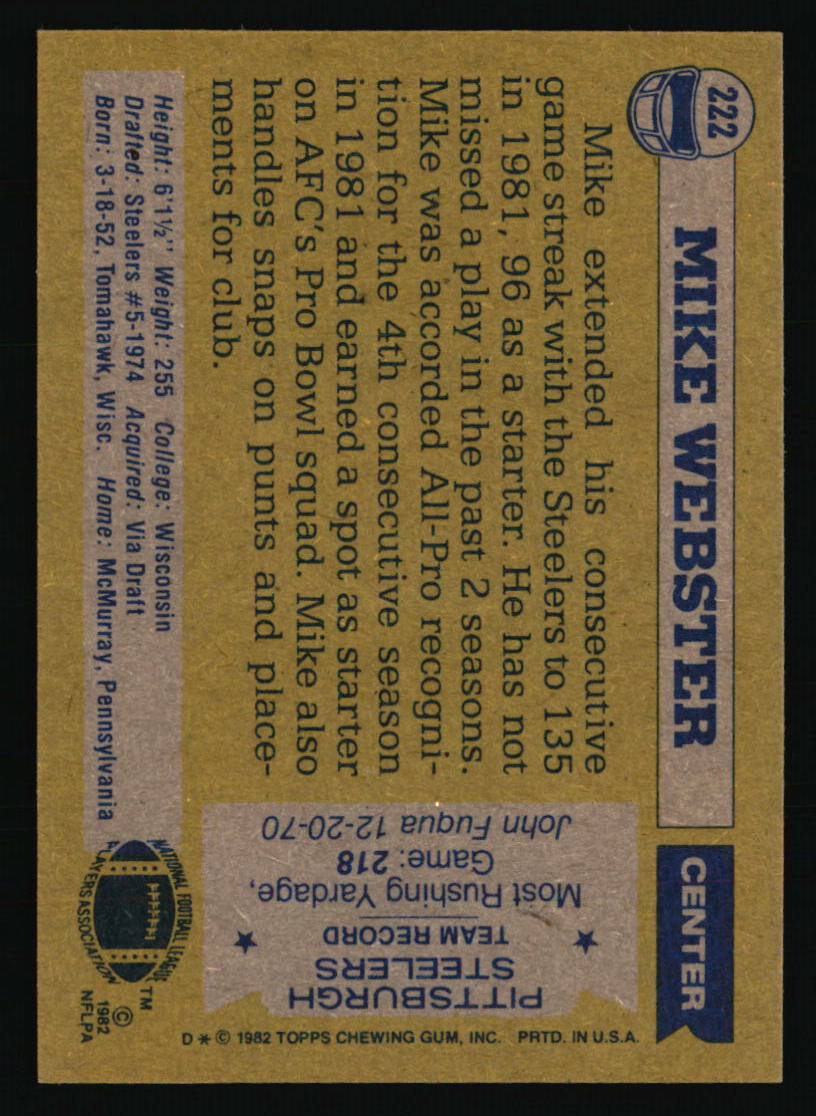 222
MIKE WEBSTER
CENTER
Mike extended his consecutive
game streak with the Steelers to 135
in 1981, 96 as a starter. He has not
missed a play in the past 2 seasons.
Mike was accorded All-Pro recogni-
tion for the 4th consecutive season
in 1981 and earned a spot as starter
on AFC's Pro Bowl squad. Mike also
handles snaps on punts and place-
ments for club.
Height: 6'1½" Weight: 255 College: Wisconsin
Drafted: Steelers #5-1974 Acquired: Via Draft
Born: 3-18-52, Tomahawk, Wisc. Home: McMurray, Pennsylvania
PITTSBURGH
STEELERS
★ TEAM RECORD ★
Most Rushing Yardage,
Game: 218
John Fuqua 12-20-70
NATIONAL FOOTBALL LEAGUE
PLAYERS ASSOCIATION
TM
©
1982
NFLPA
D * © 1982 TOPPS CHEWING GUM, INC. PRTD. IN U.S.A.